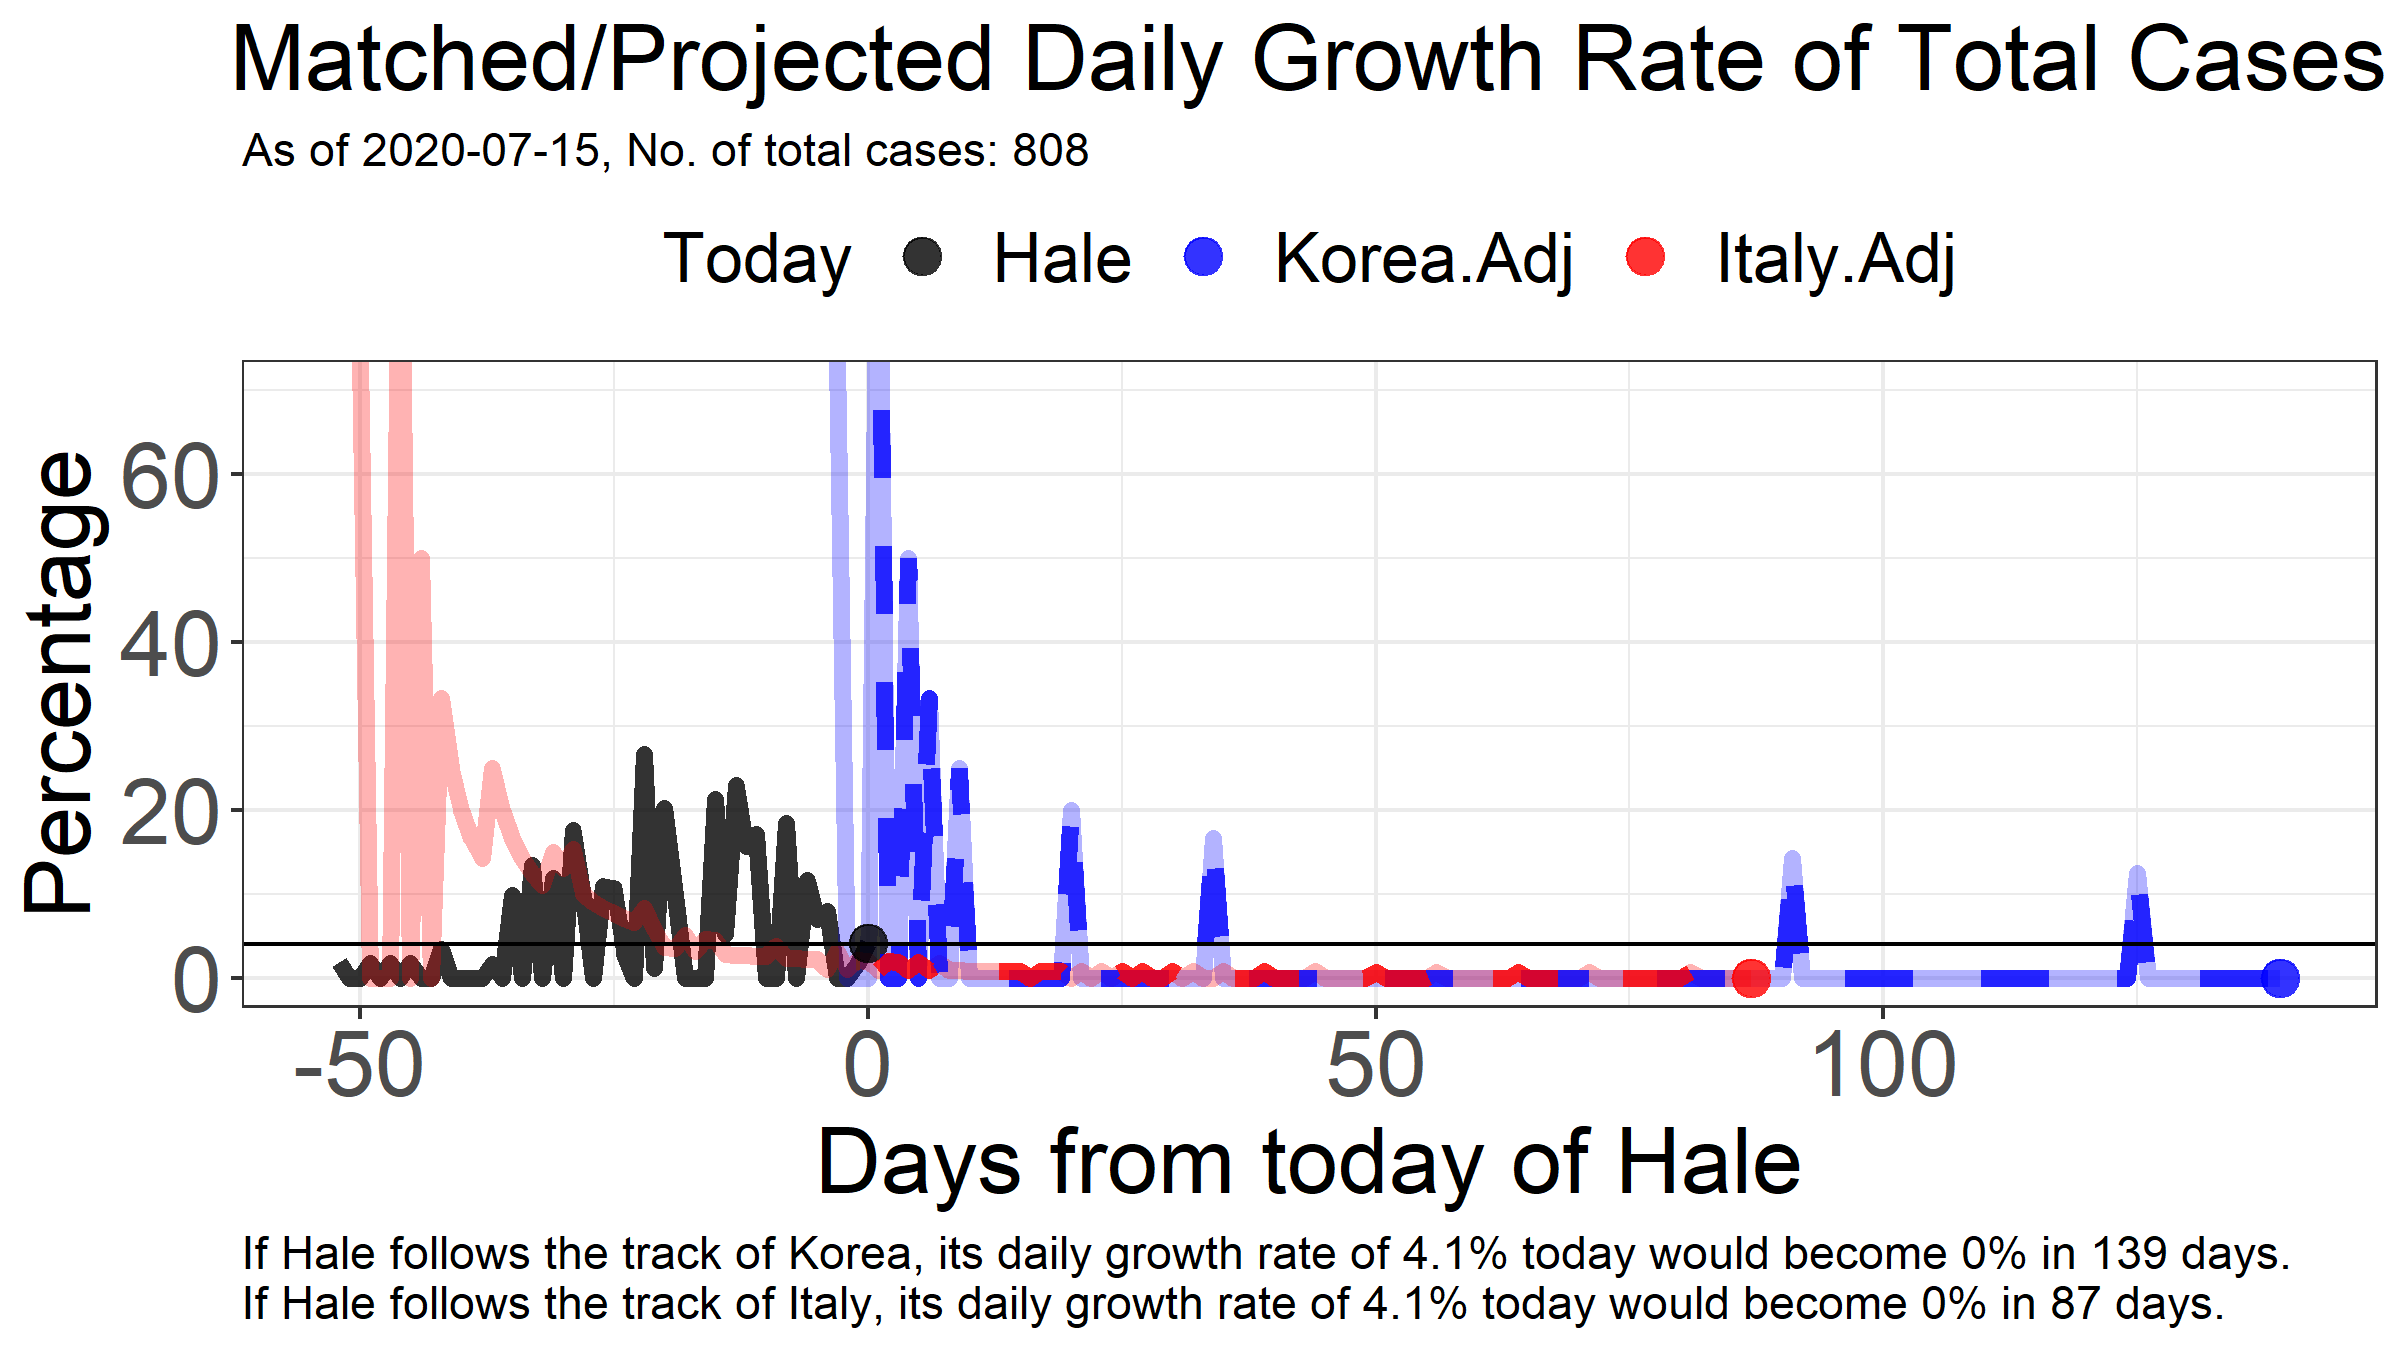 Matched/Projected Daily Growth Rate of Total Cases
As of 2020-07-15, No. of total cases: 808
Today Hale Korea.Adj Italy.Adj
Percentage
60
40
20
0
-50 0 50 100
Days from today of Hale
If Hale follows the track of Korea, its daily growth rate of 4.1% today would become 0% in 139 days.
If Hale follows the track of Italy, its daily growth rate of 4.1% today would become 0% in 87 days.